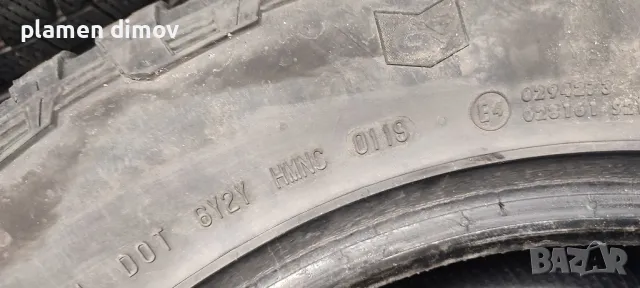 plamen dimov
DOT 6Y2Y HMNC 0119
E4
BAZAR